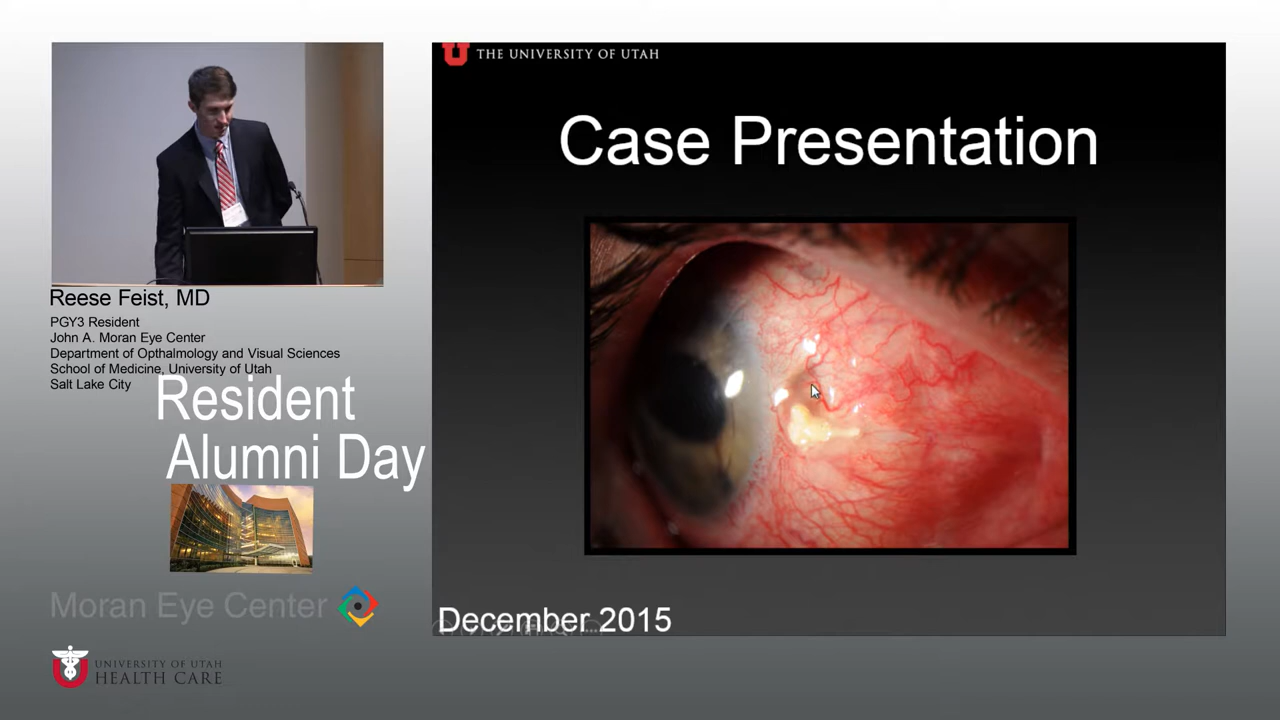 THE UNIVERSITY OF UTAH
Case Presentation
December 2015
Reese Feist, MD
PGY3 Resident
John A. Moran Eye Center
Department of Opthalmology and Visual Sciences
School of Medicine, University of Utah
Salt Lake City
Resident
Alumni Day
Moran Eye Center
UNIVERSITY OF UTAH
HEALTH CARE